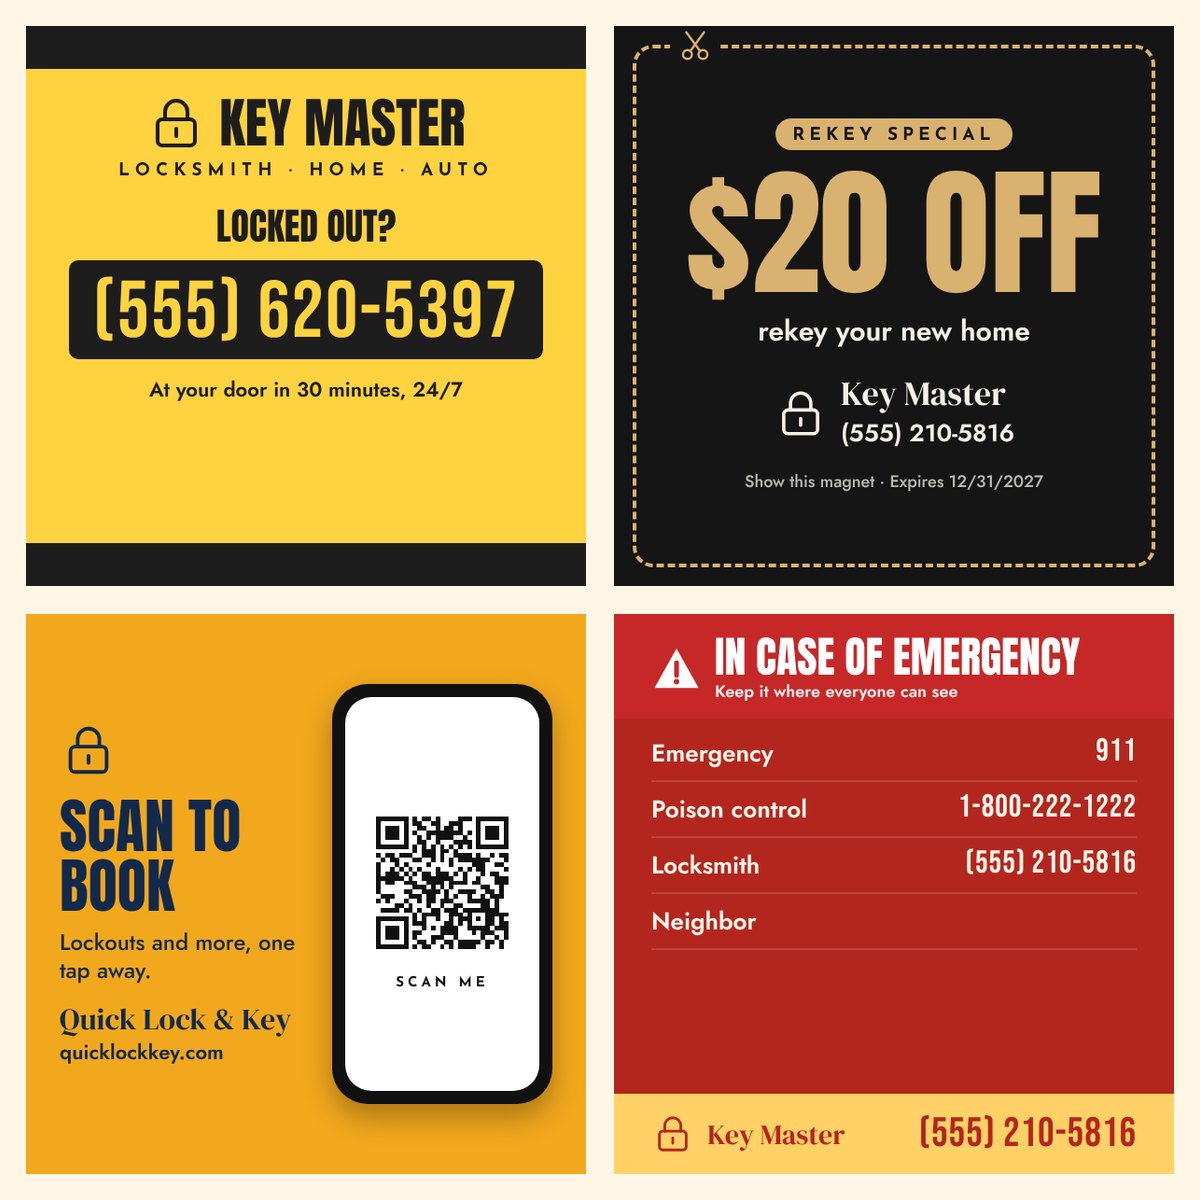 KEY MASTER
LOCKSMITH · HOME · AUTO
LOCKED OUT?
(555) 620-5397
At your door in 30 minutes, 24/7
REKEY SPECIAL
$20 OFF
rekey your new home
Key Master
(555) 210-5816
Show this magnet · Expires 12/31/2027
SCAN TO
BOOK
Lockouts and more, one
tap away.
Quick Lock & Key
quicklockkey.com
SCAN ME
IN CASE OF EMERGENCY
Keep it where everyone can see
Emergency 911
Poison control 1-800-222-1222
Locksmith (555) 210-5816
Neighbor
Key Master (555) 210-5816